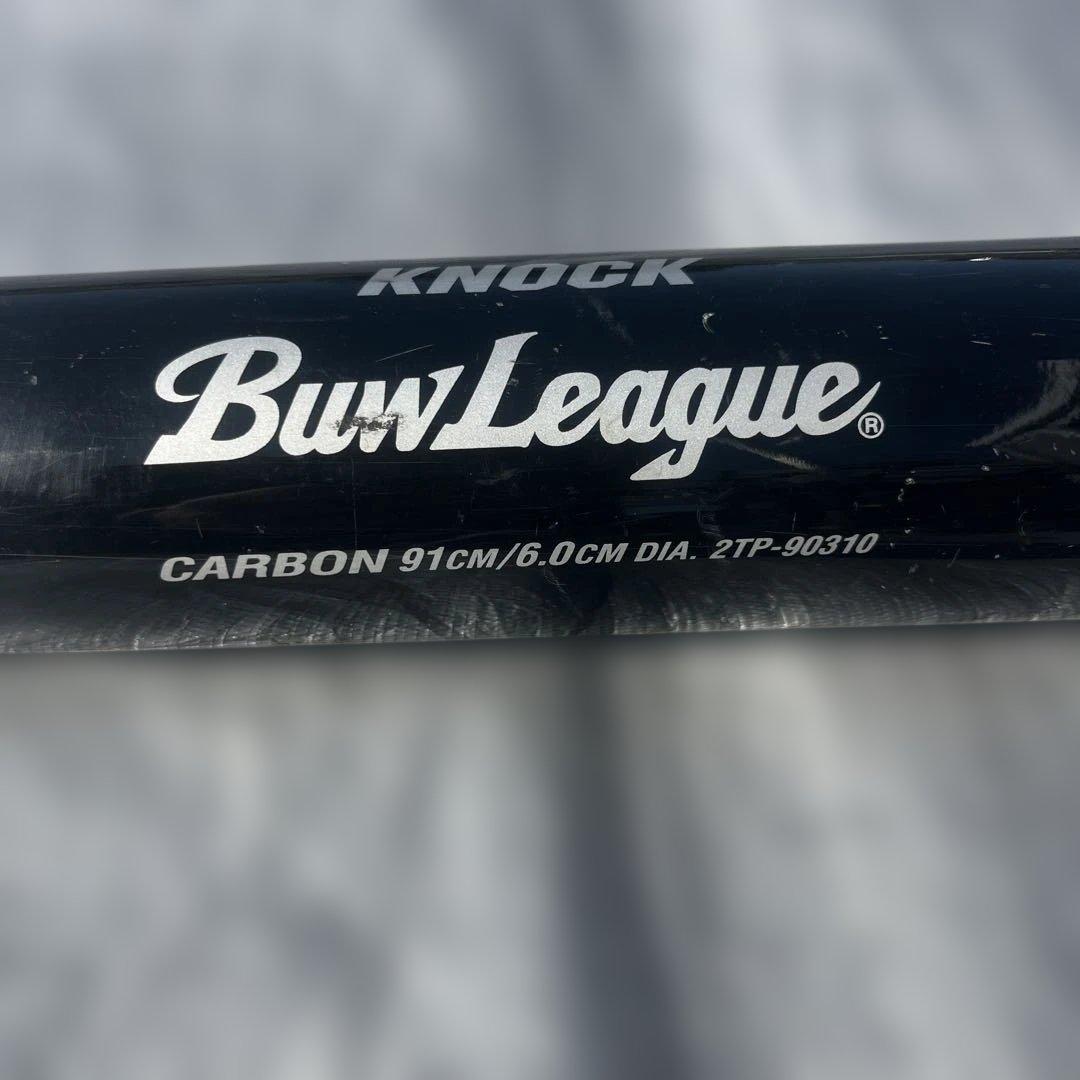 KNOCK
BuwLeague®
CARBON 91CM/6.0CM DIA. 2TP-90310